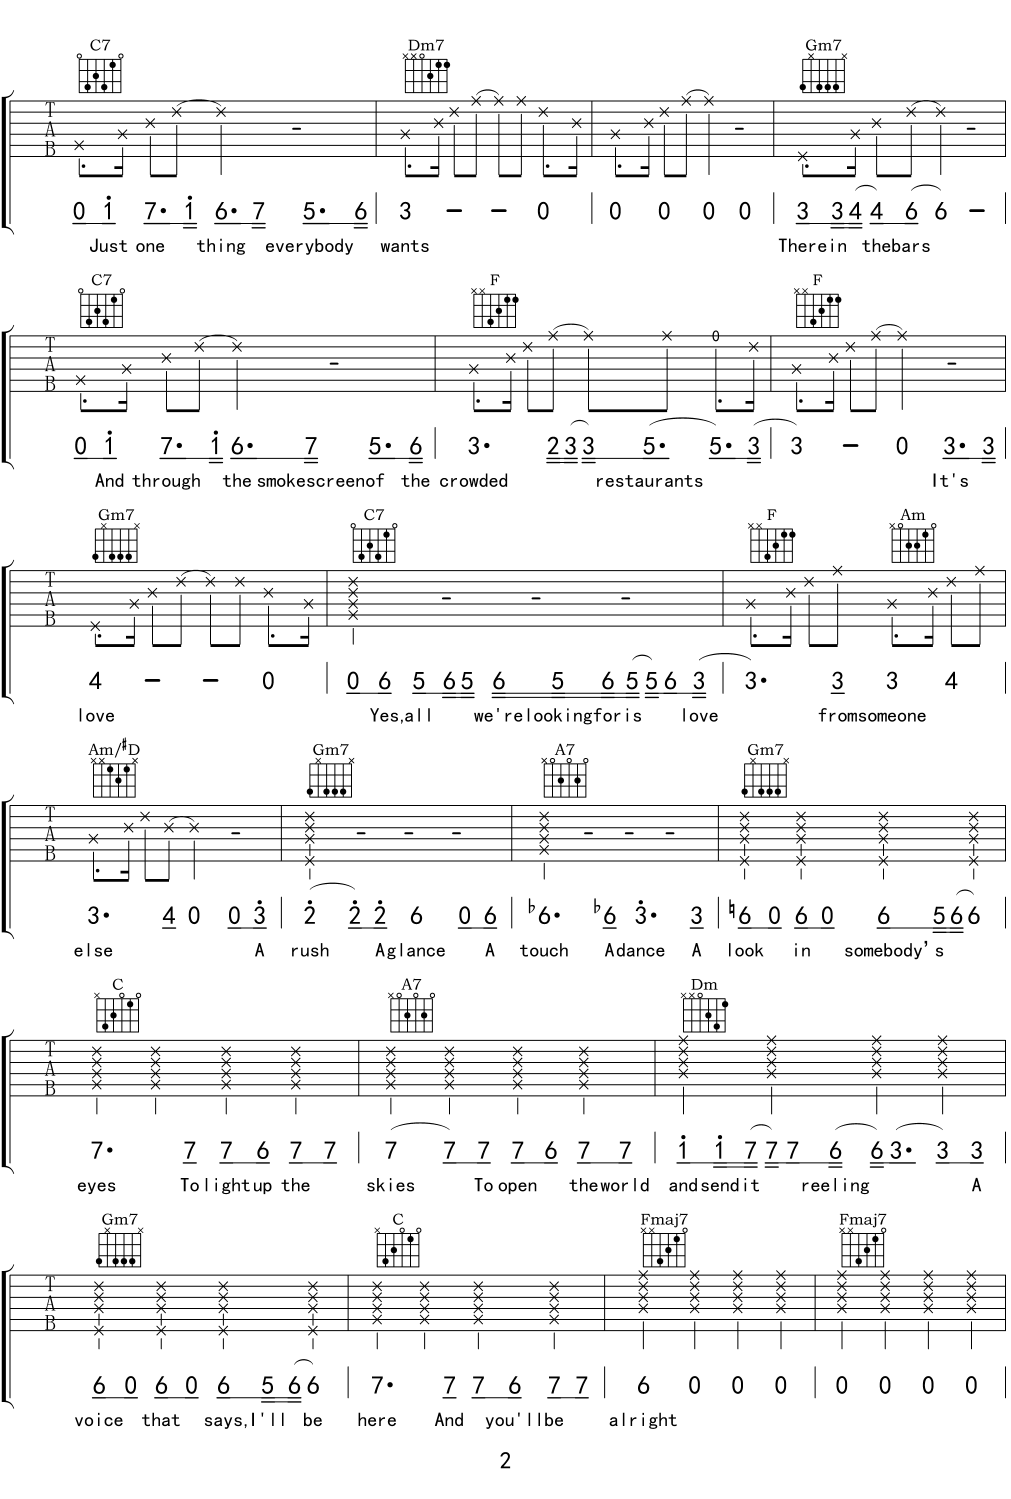 C7 Dm7 Gm7
T A B
0 1 7· 1 6· 7 5· 6 3 − − 0 0 0 0 0 3 3 4 4 6 6 −
Just one thing everybody wants Therein thebars
C7 F F
T A B
0 1 7· 1 6· 7 5· 6 3· 2 3 3 5· 5· 3 3 − 0 3· 3
And through the smokescreenof the crowded restaurants It's
Gm7 C7 F Am
T A B
4 − − 0 0 6 5 6 5 6 5 6 5 5 6 3 3· 3 3 4
love Yes,all we'relookingforis love fromsomeone
Am/#D Gm7 A7 Gm7
T A B
3· 4 0 0 3 2 2 2 6 0 6 ♭6· ♭6 3· 3 ♮6 0 6 0 6 5 6 6
else A rush Aglance A touch Adance A look in somebody's
C A7 Dm
T A B
7· 7 7 6 7 7 7 7 7 7 6 7 7 1 1 7 7 7 6 6 3· 3 3
eyes Tolightup the skies Toopen theworld andsendit reeling A
Gm7 C Fmaj7 Fmaj7
T A B
6 0 6 0 6 5 6 6 7· 7 7 6 7 7 6 0 0 0 0 0 0 0
voice that says,I'll be here And you'llbe alright
2